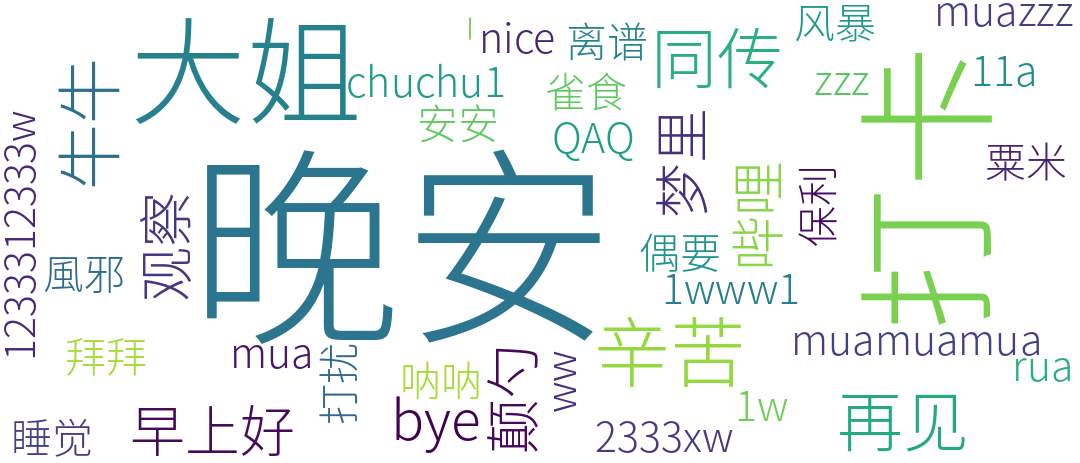 大姐
chuchu1
nice
离谱
同传
风暴
muazzz
牛牛
安安
雀食
QAQ
zzz
11a
打卡
粟米
1233312333w
晚安
梦里
哔哩
保利
观察
風邪
偶要
1www1
拜拜
mua
打扰
呐呐
颠勺
ww
辛苦
muamuamua
rua
睡觉
早上好
bye
2333xw
1w
再见